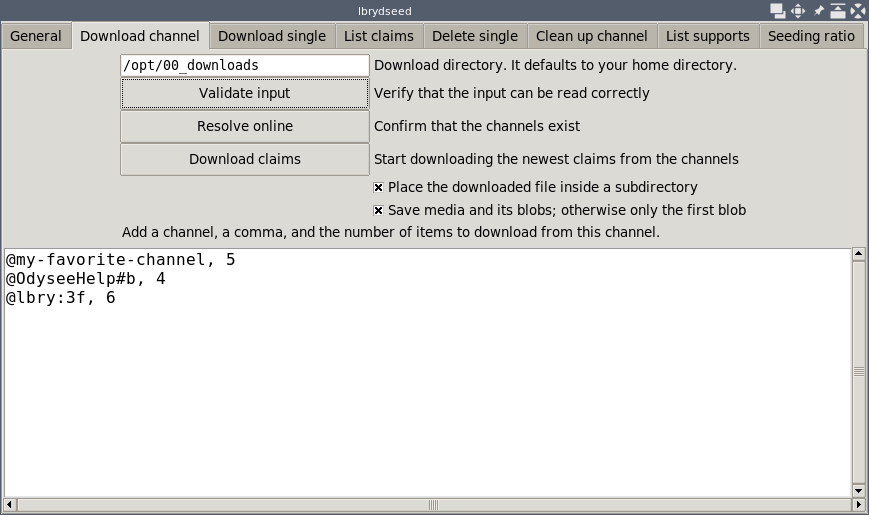 lbrydseed
General Download channel Download single List claims Delete single Clean up channel List supports Seeding ratio
/opt/00_downloads Download directory. It defaults to your home directory.
Validate input Verify that the input can be read correctly
Resolve online Confirm that the channels exist
Download claims Start downloading the newest claims from the channels
Place the downloaded file inside a subdirectory
Save media and its blobs; otherwise only the first blob
Add a channel, a comma, and the number of items to download from this channel.
@my-favorite-channel, 5
@OdyseeHelp#b, 4
@lbry:3f, 6